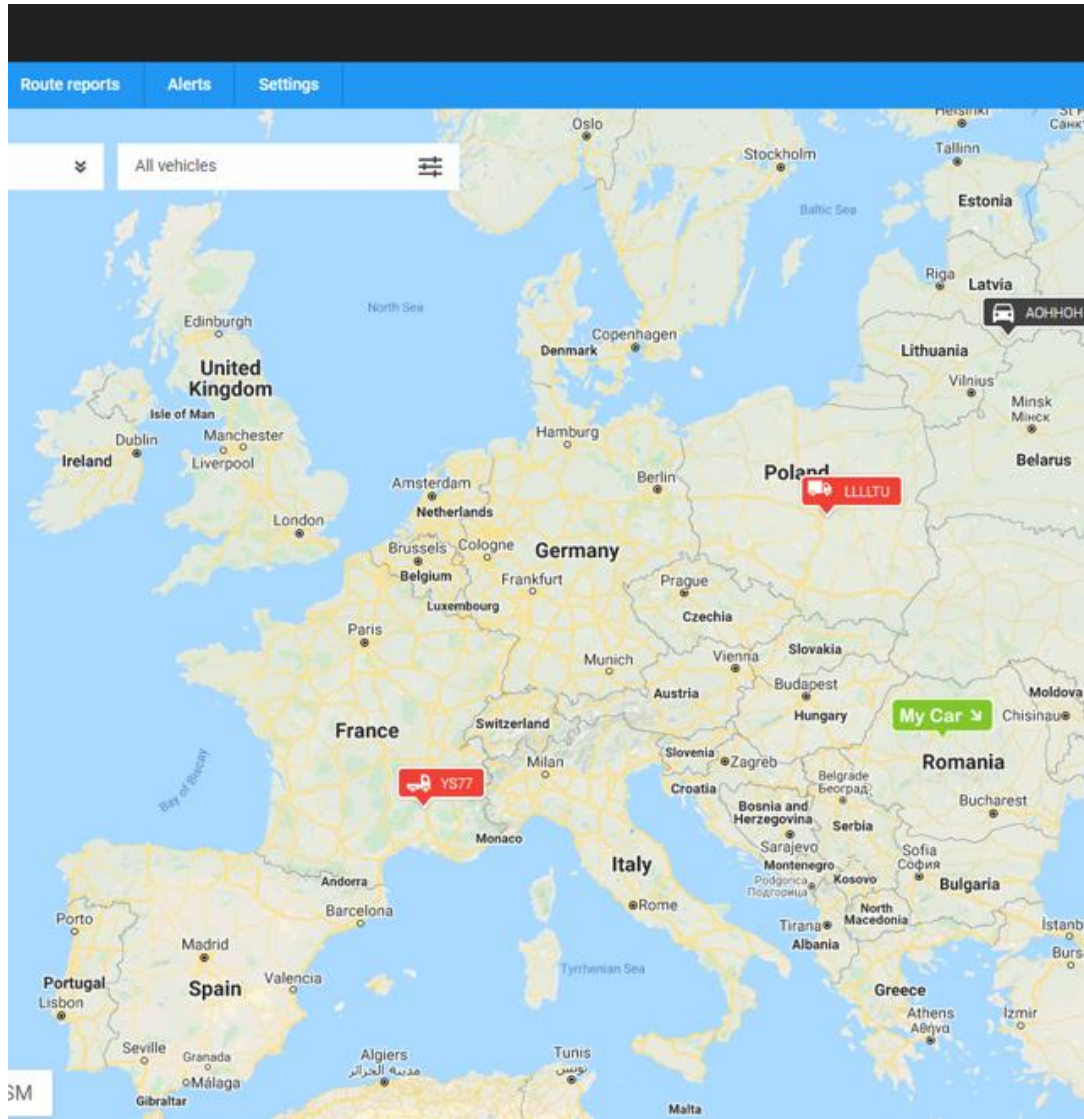 Route reports
Alerts
Settings
All vehicles
Oslo
Helsinki
Stockholm
Tallinn
Estonia
Baltic Sea
Riga
Latvia
AOHHOH
North Sea
Edinburgh
Copenhagen
Denmark
Lithuania
United
Kingdom
Vilnius
Minsk
Мінск
Isle of Man
Dublin
Manchester
Hamburg
Ireland
Liverpool
Belarus
Berlin
Poland
LLLLTU
Amsterdam
Netherlands
London
Brussels
Cologne
Germany
Belgium
Frankfurt
Prague
Luxembourg
Czechia
Paris
Slovakia
Munich
Vienna
Budapest
Austria
Moldova
Hungary
My Car
Chisinau
France
Switzerland
Slovenia
Zagreb
Romania
Milan
Bay of Biscay
Croatia
Belgrade
Београд
YS77
Bosnia and
Herzegovina
Bucharest
Serbia
Monaco
Sarajevo
Sofia
София
Italy
Montenegro
Andorra
Podgorica
Подгорица
Kosovo
Bulgaria
Porto
Barcelona
Rome
North
Macedonia
Tirana
Albania
Madrid
Portugal
Spain
Valencia
Tyrrhenian Sea
Lisbon
Greece
Athens
Αθήνα
Izmir
Seville
Granada
Algiers
مدينة الجزائر
Tunis
تونس
Málaga
Gibraltar
Malta
SM